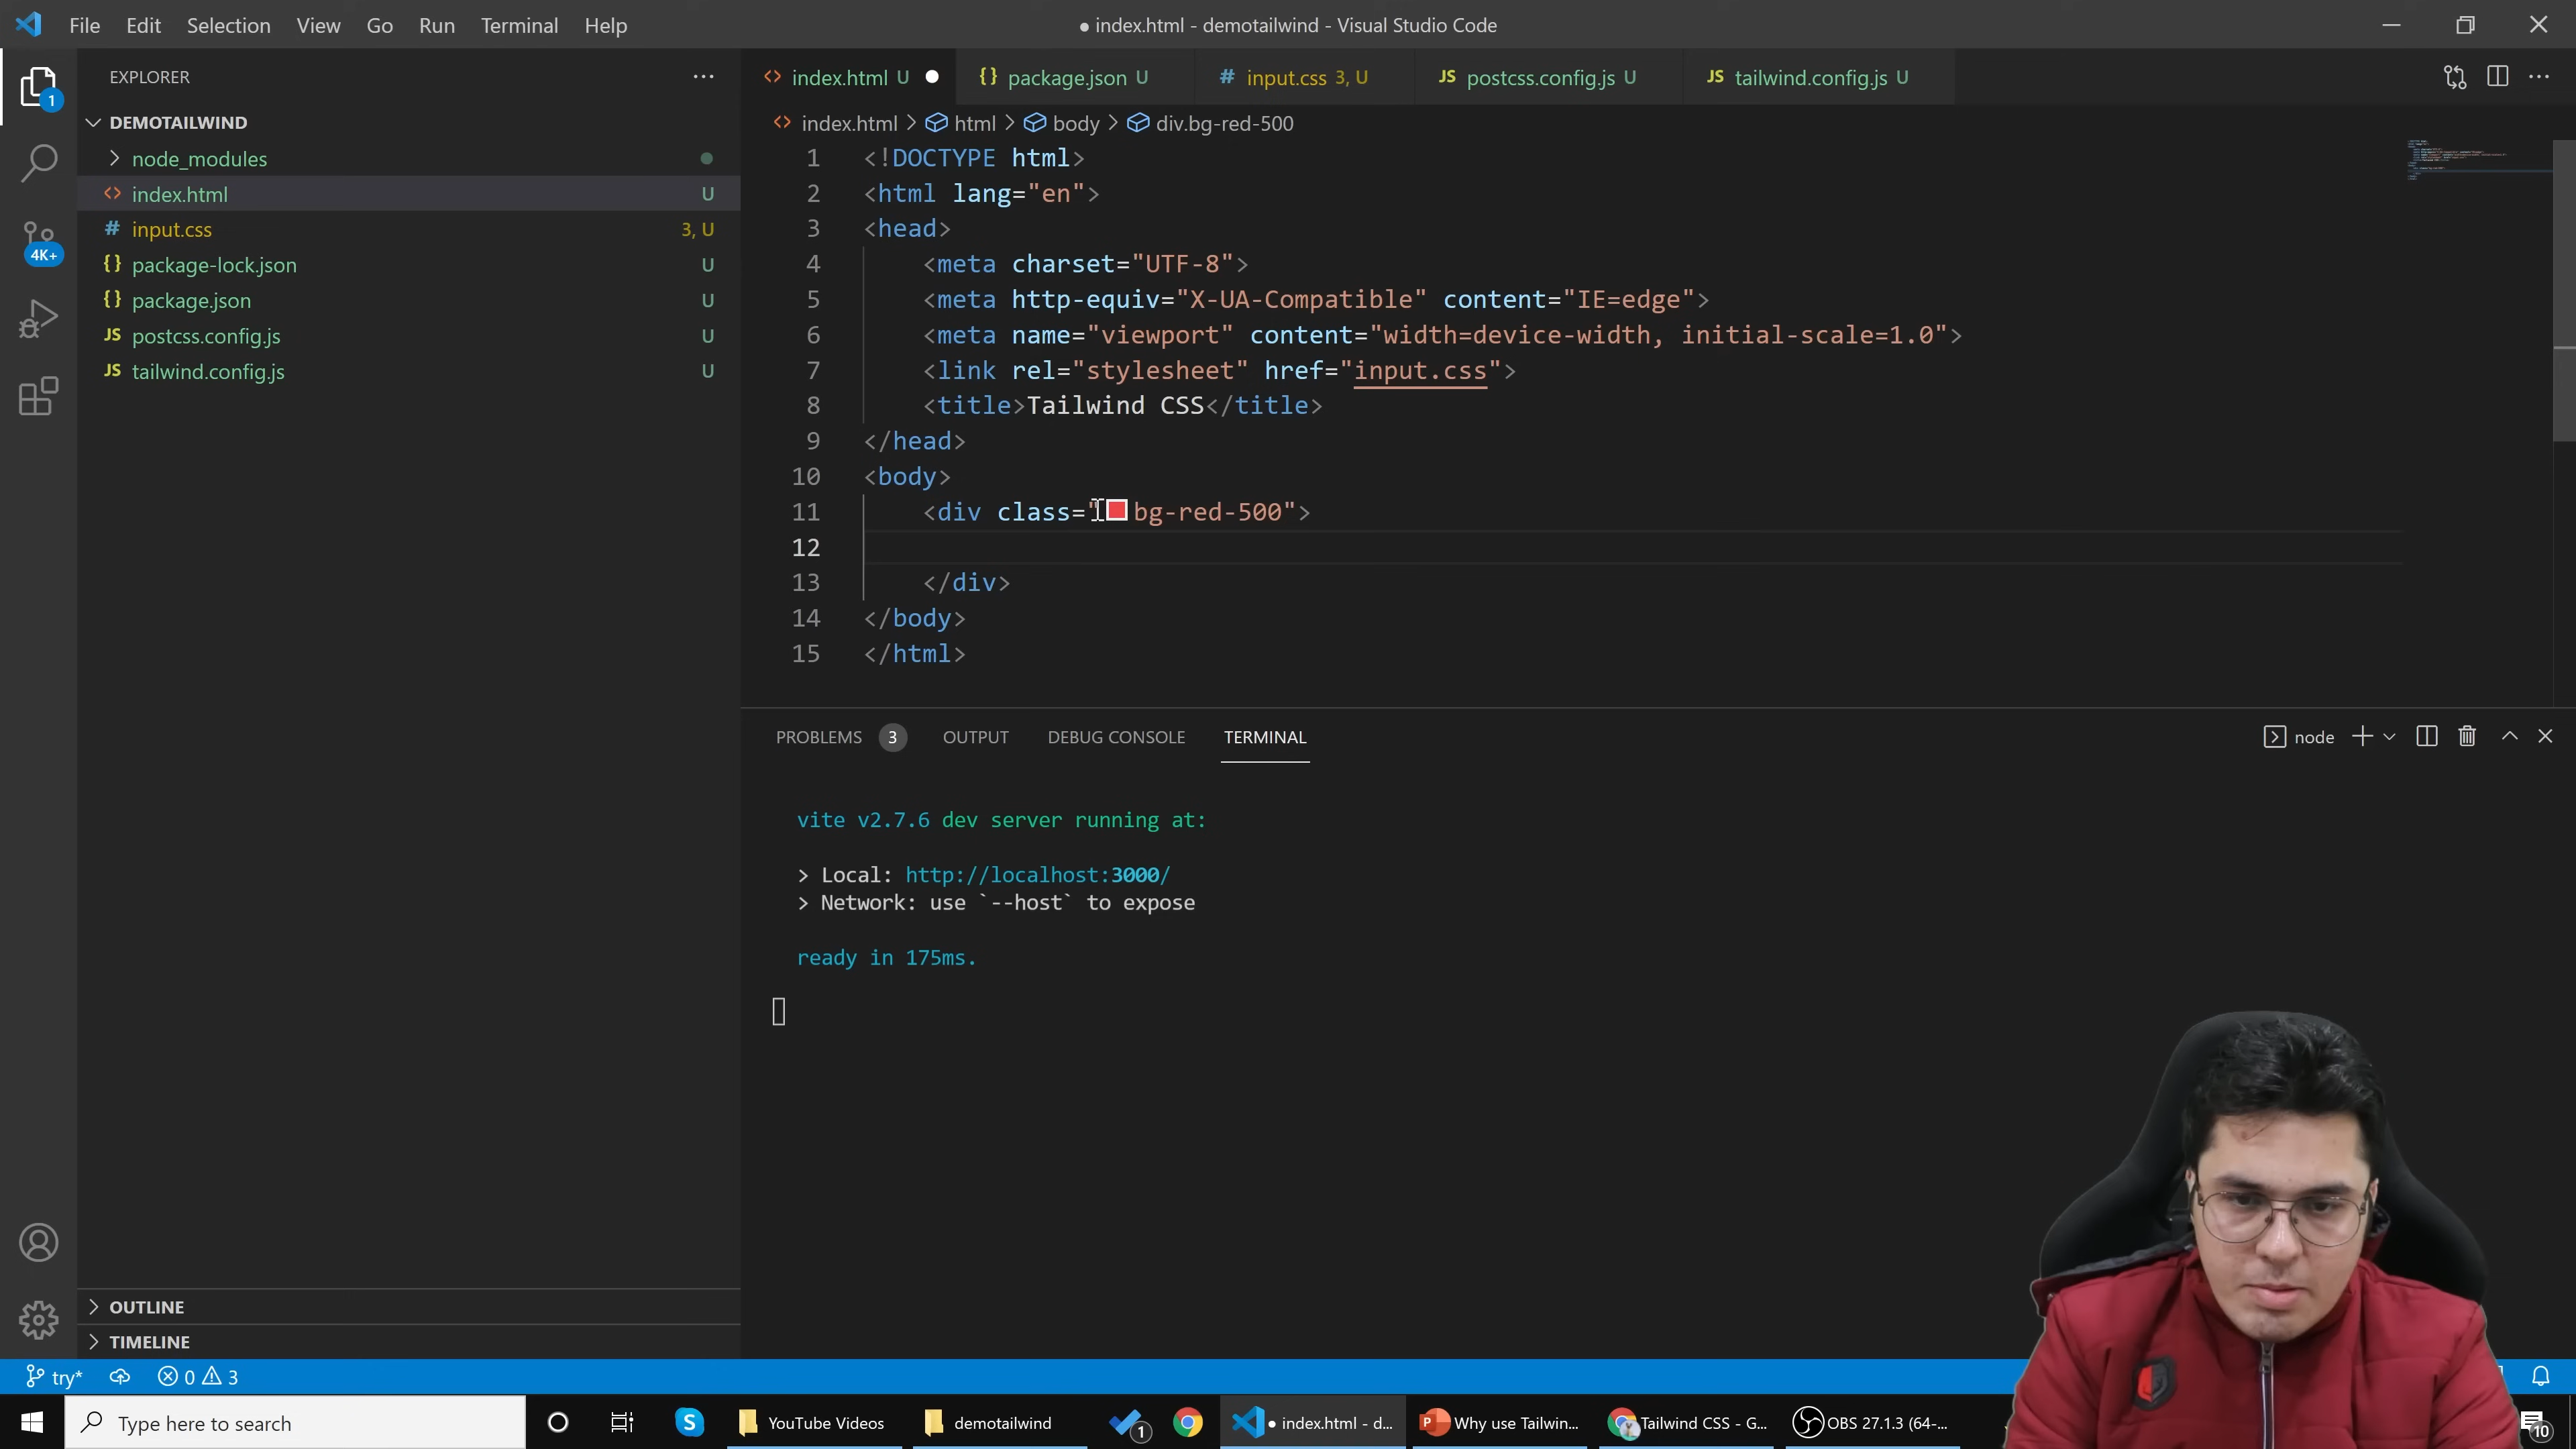 File Edit Selection View Go Run Terminal Help
● index.html - demotailwind - Visual Studio Code
EXPLORER
1
4K+
DEMOTAILWIND
node_modules
index.html U
input.css 3, U
package-lock.json U
package.json U
postcss.config.js U
tailwind.config.js U
OUTLINE
TIMELINE
index.html U package.json U input.css 3, U postcss.config.js U tailwind.config.js U
index.html > html > body > div.bg-red-500
1 <!DOCTYPE html>
2 <html lang="en">
3 <head>
4 <meta charset="UTF-8">
5 <meta http-equiv="X-UA-Compatible" content="IE=edge">
6 <meta name="viewport" content="width=device-width, initial-scale=1.0">
7 <link rel="stylesheet" href="input.css">
8 <title>Tailwind CSS</title>
9 </head>
10 <body>
11 <div class="bg-red-500">
12
13 </div>
14 </body>
15 </html>
PROBLEMS 3 OUTPUT DEBUG CONSOLE TERMINAL
node
vite v2.7.6 dev server running at:
> Local: http://localhost:3000/
> Network: use `--host` to expose
ready in 175ms.
try* 0 3
Type here to search
YouTube Videos
demotailwind
1
● index.html - d...
Why use Tailwin...
Tailwind CSS - G...
OBS 27.1.3 (64-...
10